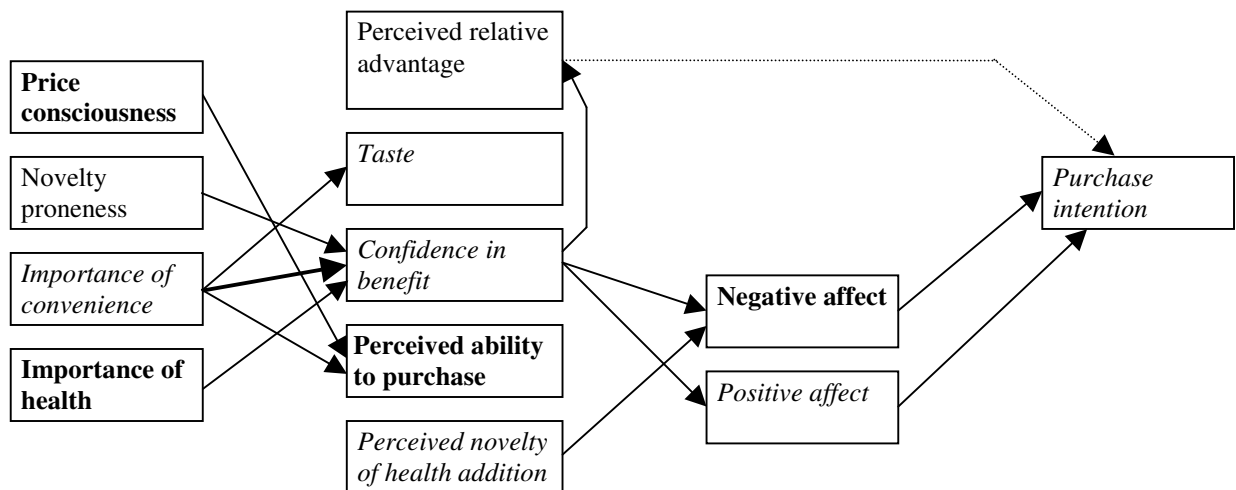 Price
consciousness
Novelty
proneness
Importance of
convenience
Importance of
health
Perceived relative
advantage
Taste
Confidence in
benefit
Perceived ability
to purchase
Perceived novelty
of health addition
Negative affect
Positive affect
Purchase
intention